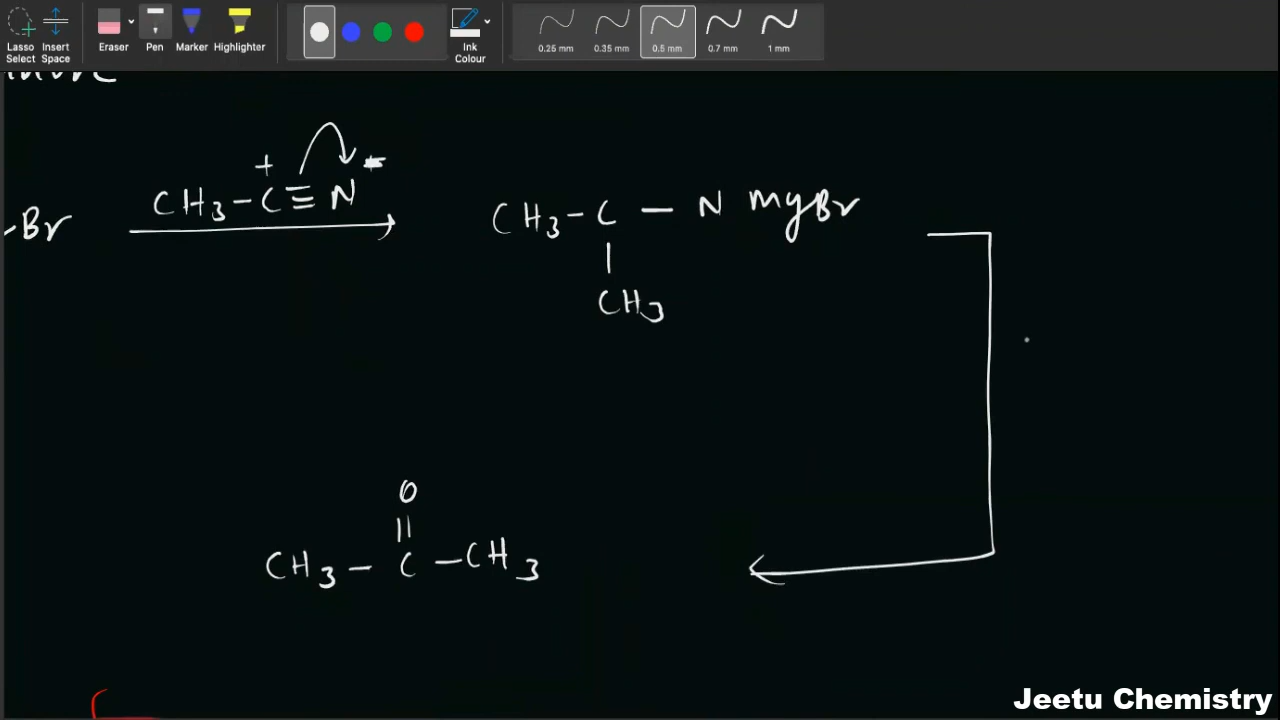 Lasso Select
Insert Space
Eraser
Pen
Marker
Highlighter
Ink Colour
0.25 mm
0.35 mm
0.5 mm
0.7 mm
1 mm
+ -
Br CH3-C≡N CH3-C-N MgBr
CH3
O
CH3-C-CH3
Jeetu Chemistry